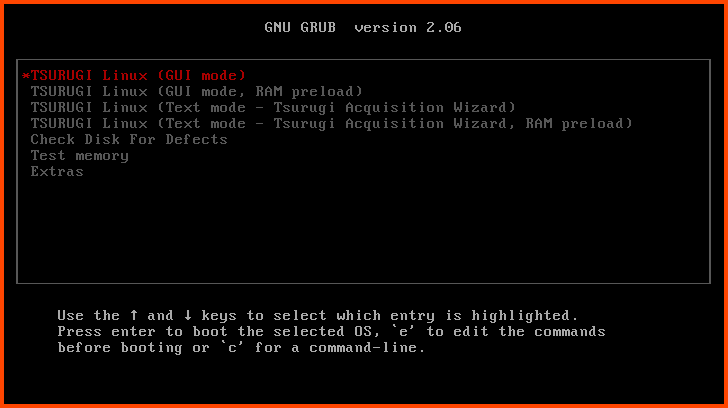 GNU GRUB  version 2.06
*TSURUGI Linux (GUI mode)
TSURUGI Linux (GUI mode, RAM preload)
TSURUGI Linux (Text mode - Tsurugi Acquisition Wizard)
TSURUGI Linux (Text mode - Tsurugi Acquisition Wizard, RAM preload)
Check Disk For Defects
Test memory
Extras
Use the ↑ and ↓ keys to select which entry is highlighted.
Press enter to boot the selected OS, `e' to edit the commands
before booting or `c' for a command-line.